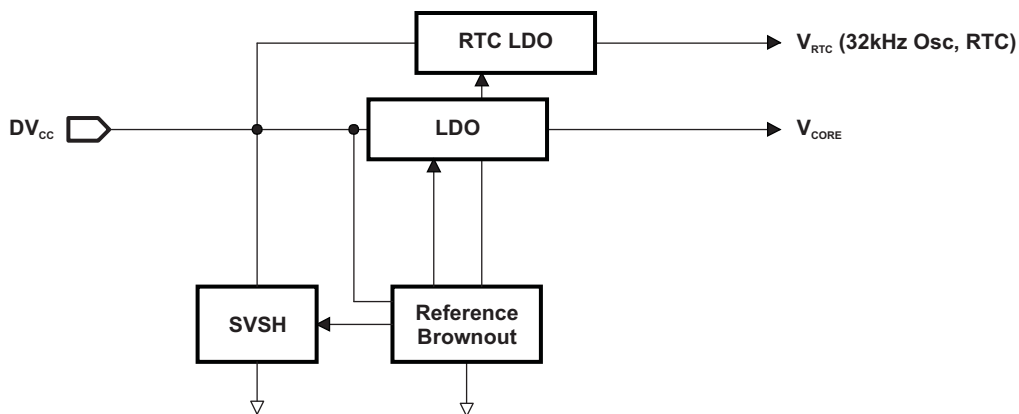 RTC LDO
V_RTC (32kHz Osc, RTC)
DV_CC
LDO
V_CORE
SVSH
Reference
Brownout